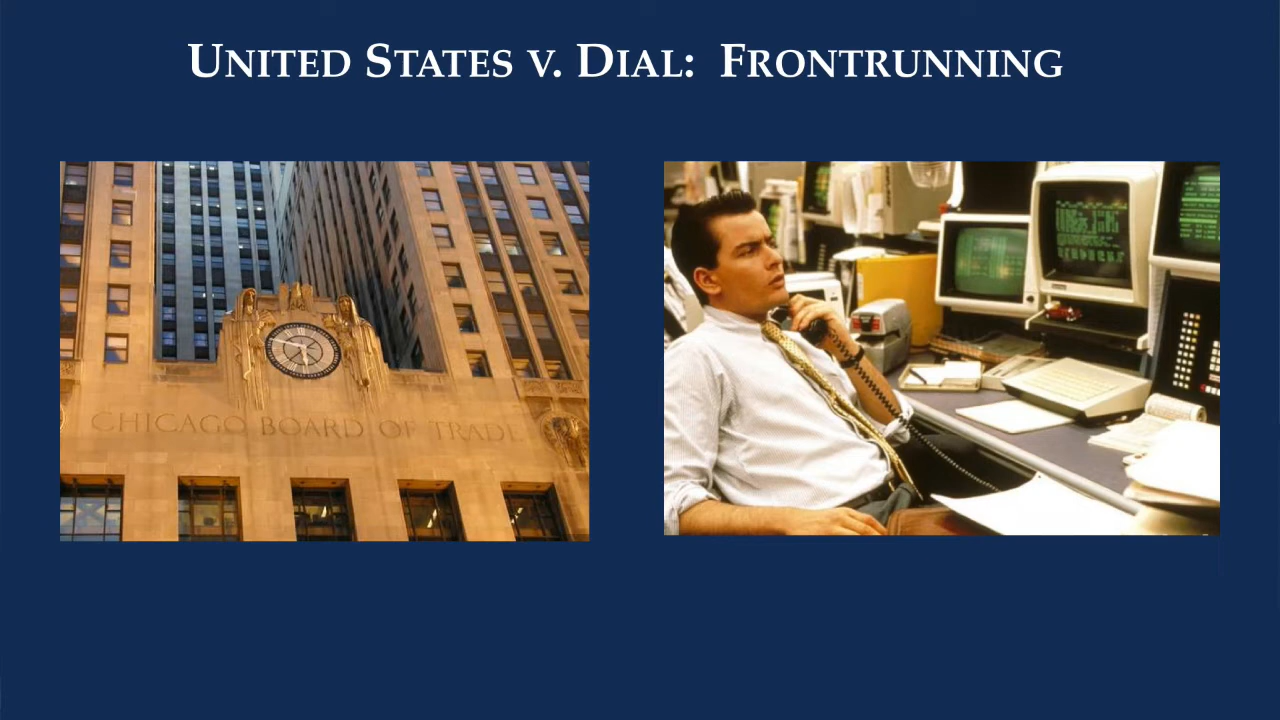 UNITED STATES V. DIAL: FRONTRUNNING
CHICAGO BOARD OF TRADE